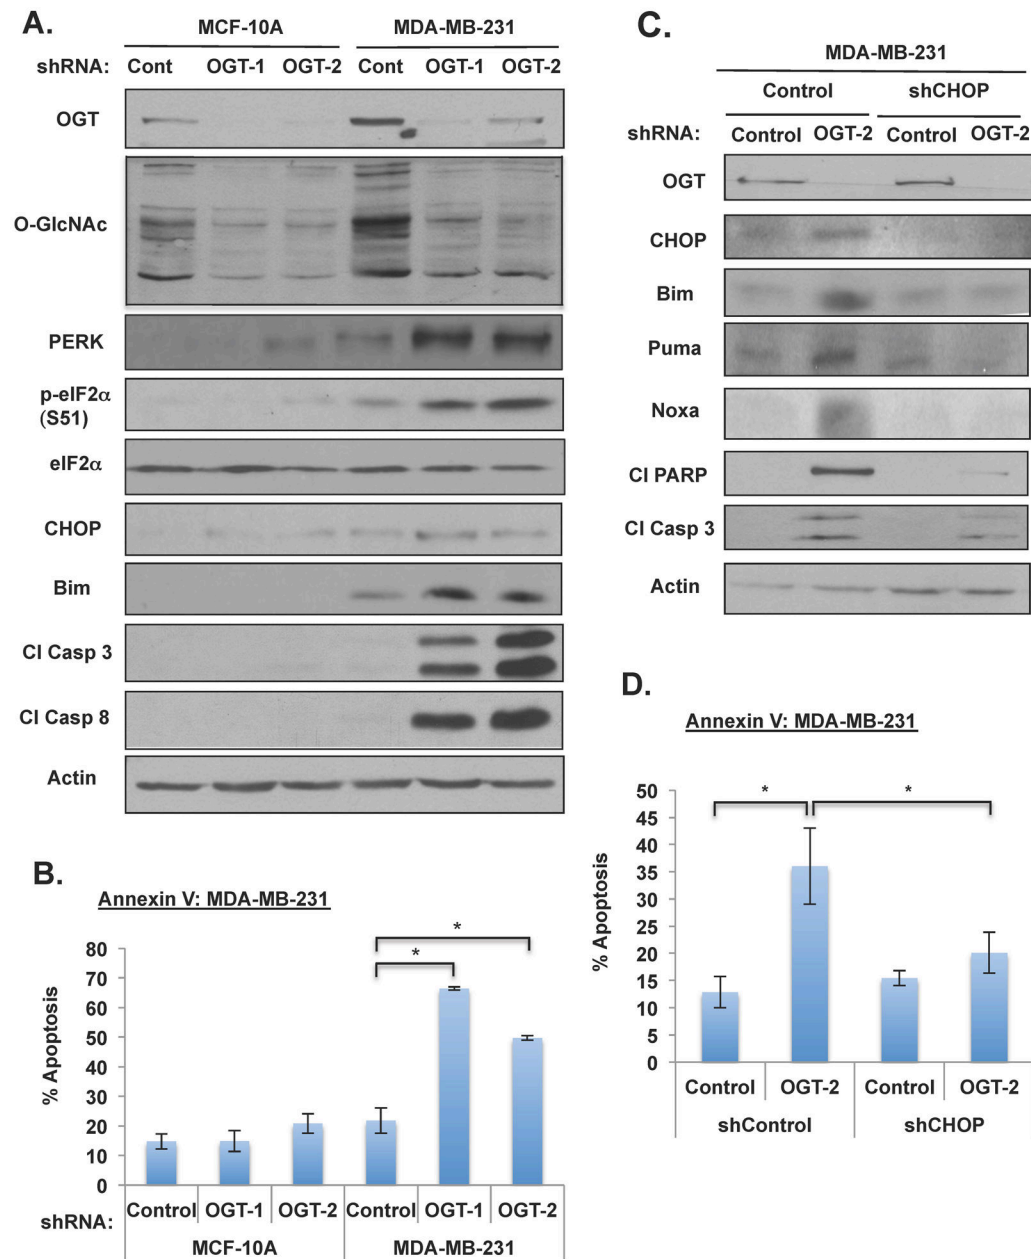 A.
MCF-10A MDA-MB-231
shRNA: Cont OGT-1 OGT-2 Cont OGT-1 OGT-2
OGT
O-GlcNAc
PERK
p-eIF2α
(S51)
eIF2α
CHOP
Bim
Cl Casp 3
Cl Casp 8
Actin
B.
Annexin V: MDA-MB-231
% Apoptosis
80
70
60
50
40
30
20
10
0
*
*
shRNA: Control OGT-1 OGT-2 Control OGT-1 OGT-2
MCF-10A MDA-MB-231
C.
MDA-MB-231
Control shCHOP
shRNA: Control OGT-2 Control OGT-2
OGT
CHOP
Bim
Puma
Noxa
Cl PARP
Cl Casp 3
Actin
D.
Annexin V: MDA-MB-231
% Apoptosis
50
45
40
35
30
25
20
15
10
5
0
* *
Control OGT-2 Control OGT-2
shControl shCHOP